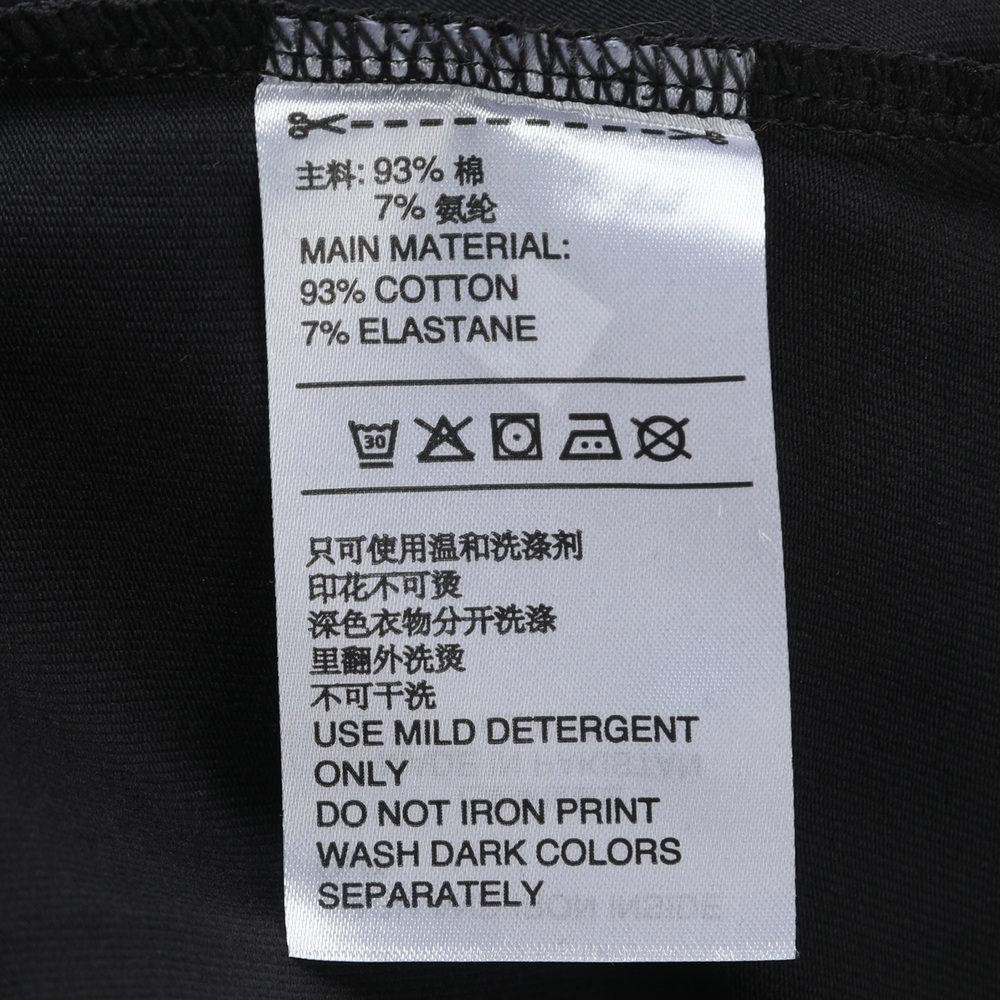 主料: 93% 棉
7% 氨纶
MAIN MATERIAL:
93% COTTON
7% ELASTANE
30
只可使用温和洗涤剂
印花不可烫
深色衣物分开洗涤
里翻外洗烫
不可干洗
USE MILD DETERGENT
ONLY
DO NOT IRON PRINT
WASH DARK COLORS
SEPARATELY